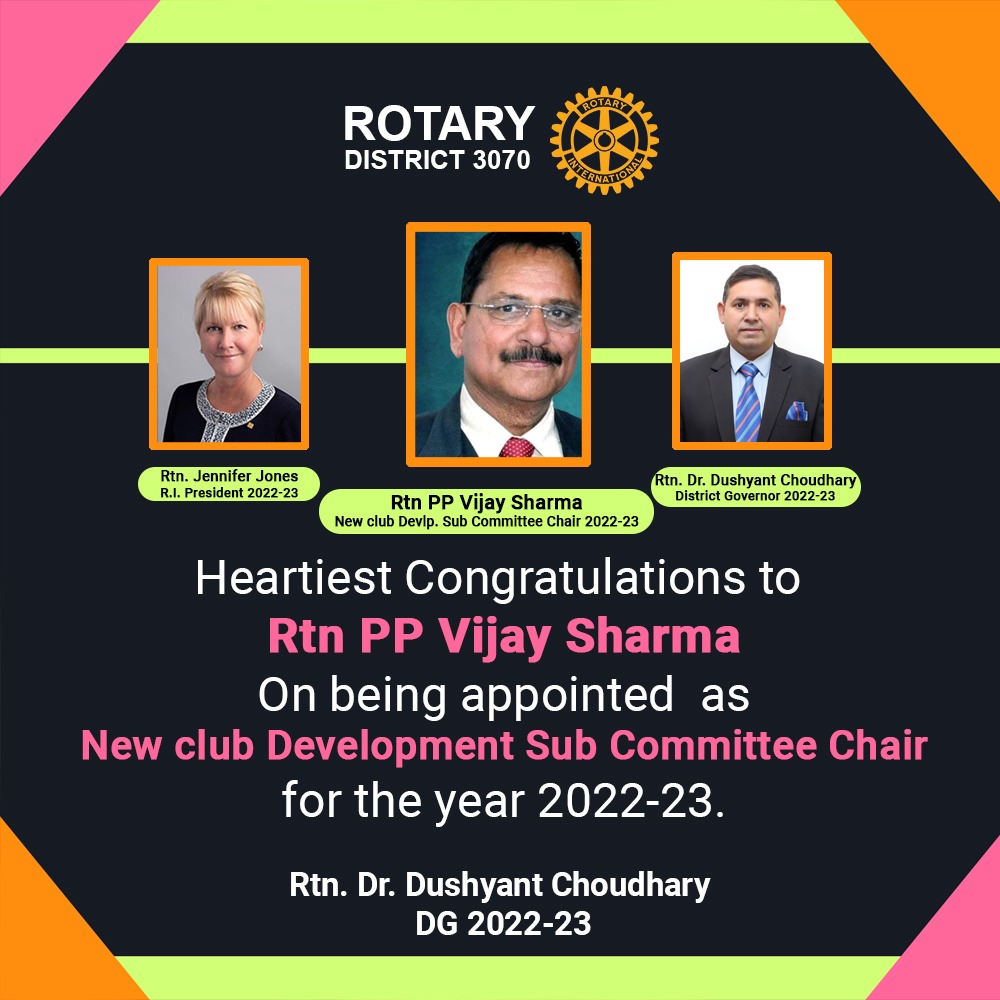 ROTARY
DISTRICT 3070
ROTARY
INTERNATIONAL
Rtn. Jennifer Jones
R.I. President 2022-23
Rtn PP Vijay Sharma
New club Devlp. Sub Committee Chair 2022-23
Rtn. Dr. Dushyant Choudhary
District Governor 2022-23
Heartiest Congratulations to
Rtn PP Vijay Sharma
On being appointed as
New club Development Sub Committee Chair
for the year 2022-23.
Rtn. Dr. Dushyant Choudhary
DG 2022-23